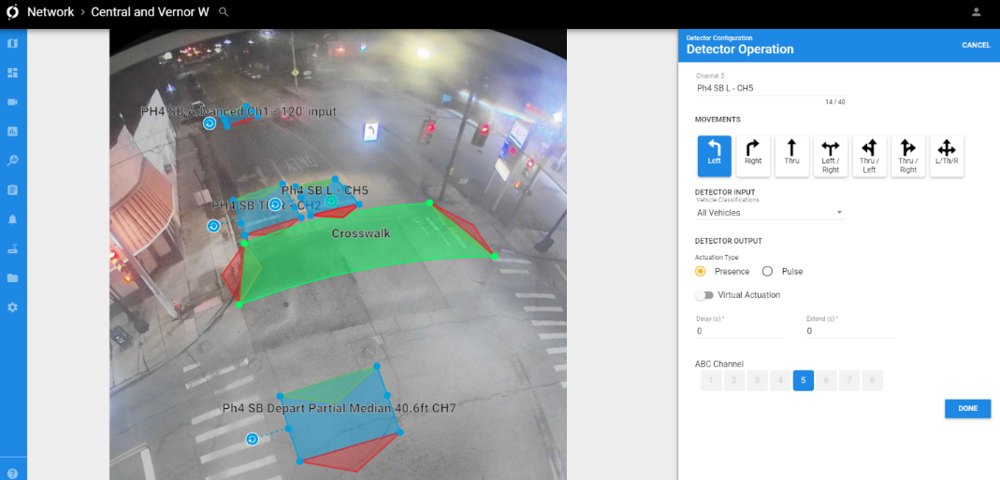 Network > Central and Vernor W
Detector Configuration
Detector Operation
CANCEL
Channel 5
Ph4 SB L - CH5
14 / 40
MOVEMENTS
Left
Right
Thru
Left / Right
Thru / Left
Thru / Right
L/Th/R
DETECTOR INPUT
Vehicle Classifications
All Vehicles
DETECTOR OUTPUT
Actuation Type
Presence
Pulse
Virtual Actuation
Delay (s) *
Extend (s) *
0
0
ABC Channel
1 2 3 4 5 6 7 8
DONE
PH4 SB Advanced Ch1 - 120' input
Ph4 SB L - CH5
PH4 SB THR - CH2
Crosswalk
Ph4 SB Depart Partial Median 40.6ft CH7